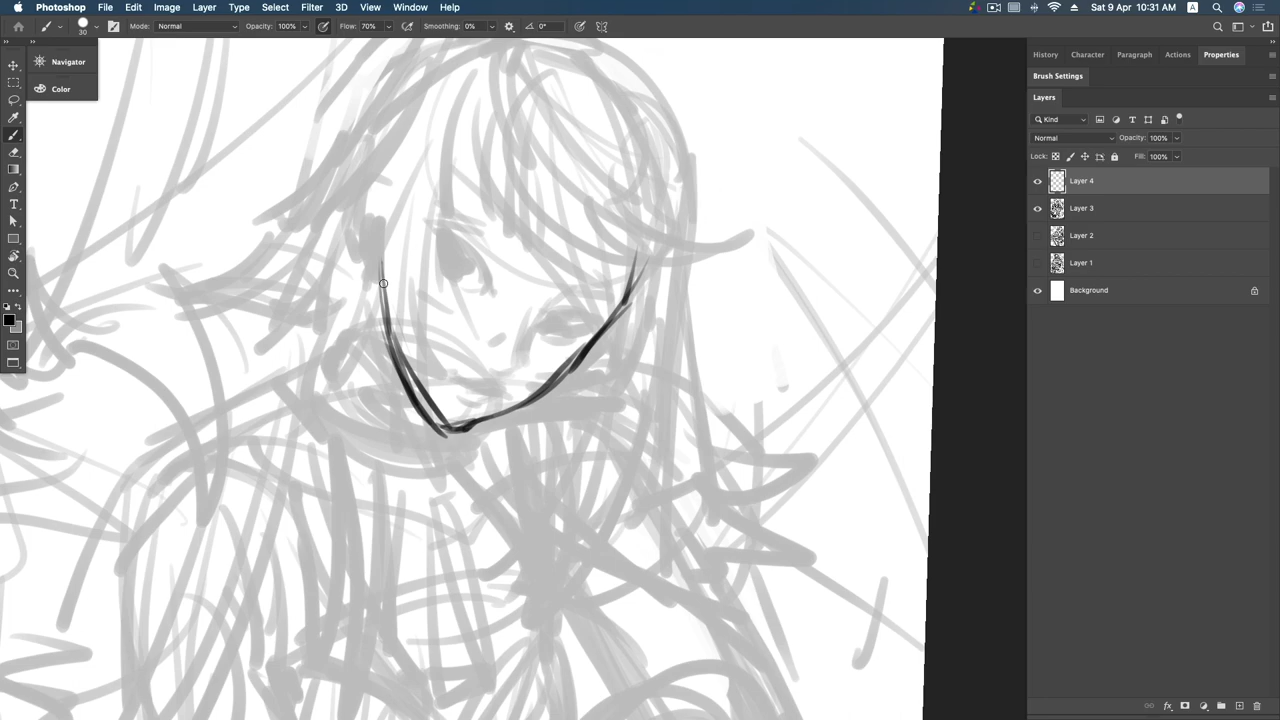 Photoshop File Edit Image Layer Type Select Filter 3D View Window Help
A Sat 9 Apr 10:31 AM
30 Mode: Normal Opacity: 100% Flow: 70% Smoothing: 0% 0°
Navigator
Color
History Character Paragraph Actions Properties
Brush Settings
Layers
Kind
Normal Opacity: 100%
Lock: Fill: 100%
Layer 4
Layer 3
Layer 2
Layer 1
Background